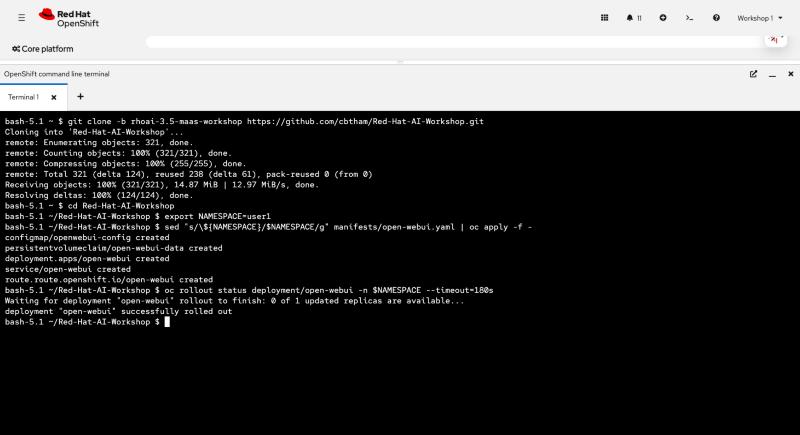 Red Hat
OpenShift
11
Workshop 1
Core platform
OpenShift command line terminal
Terminal 1
bash-5.1 ~ $ git clone -b rhoai-3.5-maas-workshop https://github.com/cbtham/Red-Hat-AI-Workshop.git
Cloning into 'Red-Hat-AI-Workshop'...
remote: Enumerating objects: 321, done.
remote: Counting objects: 100% (321/321), done.
remote: Compressing objects: 100% (255/255), done.
remote: Total 321 (delta 124), reused 238 (delta 61), pack-reused 0 (from 0)
Receiving objects: 100% (321/321), 14.87 MiB | 12.97 MiB/s, done.
Resolving deltas: 100% (124/124), done.
bash-5.1 ~ $ cd Red-Hat-AI-Workshop
bash-5.1 ~/Red-Hat-AI-Workshop $ export NAMESPACE=user1
bash-5.1 ~/Red-Hat-AI-Workshop $ sed "s/\${NAMESPACE}/$NAMESPACE/g" manifests/open-webui.yaml | oc apply -f -
configmap/openwebui-config created
persistentvolumeclaim/open-webui-data created
deployment.apps/open-webui created
service/open-webui created
route.route.openshift.io/open-webui created
bash-5.1 ~/Red-Hat-AI-Workshop $ oc rollout status deployment/open-webui -n $NAMESPACE --timeout=180s
Waiting for deployment "open-webui" rollout to finish: 0 of 1 updated replicas are available...
deployment "open-webui" successfully rolled out
bash-5.1 ~/Red-Hat-AI-Workshop $